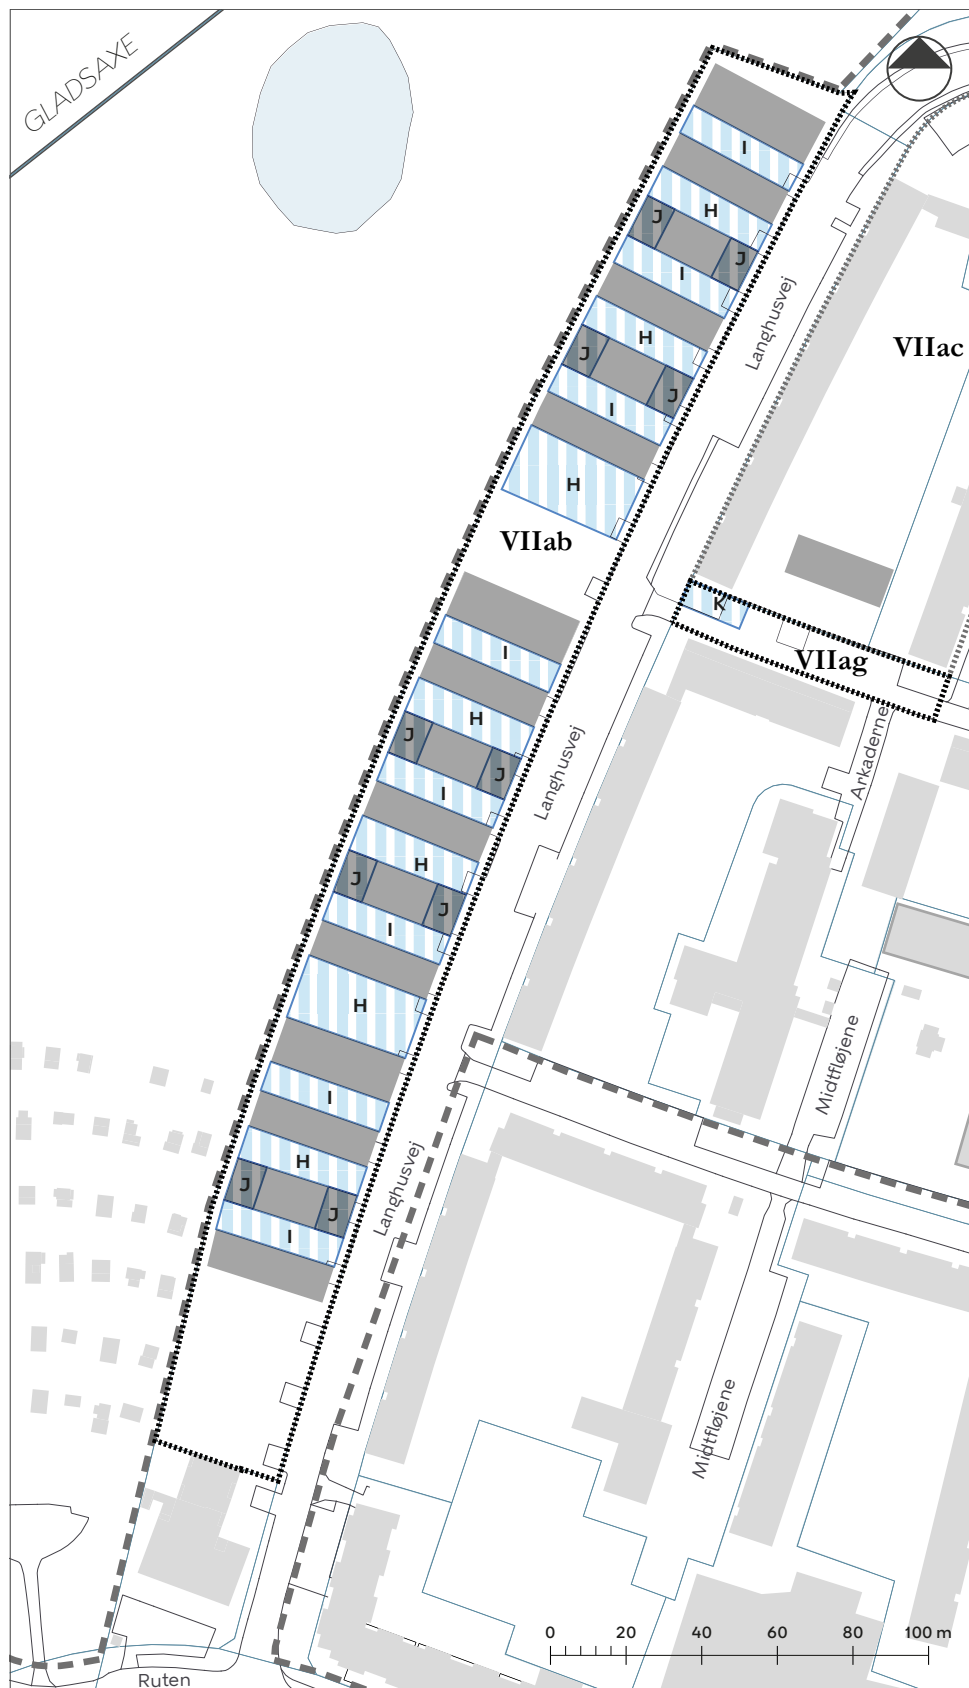 GLADSAXE
I
H
J
J
I
Langhusvej
H
VIIac
J
J
I
H
VIIab
K
I
VIIag
H
J
Arkaderne
J
Langhusvej
I
H
J
J
I
H
Midtfløjene
I
H
J
Langhusvej
J
I
Midtfløjene
0 20 40 60 80 100 m
Ruten